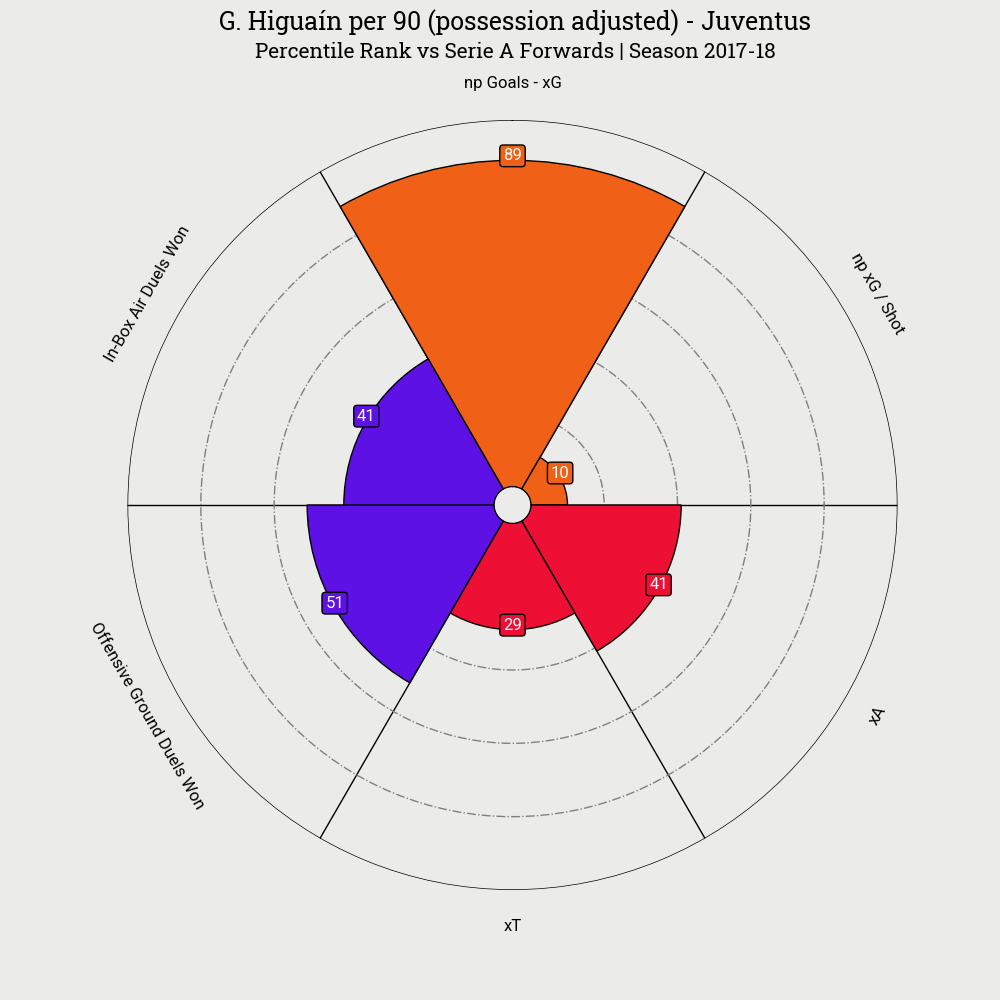 G. Higuaín per 90 (possession adjusted) - Juventus
Percentile Rank vs Serie A Forwards | Season 2017-18
np Goals - xG
89
In-Box Air Duels Won
np xG / Shot
41
10
41
51
29
Offensive Ground Duels Won
xA
xT